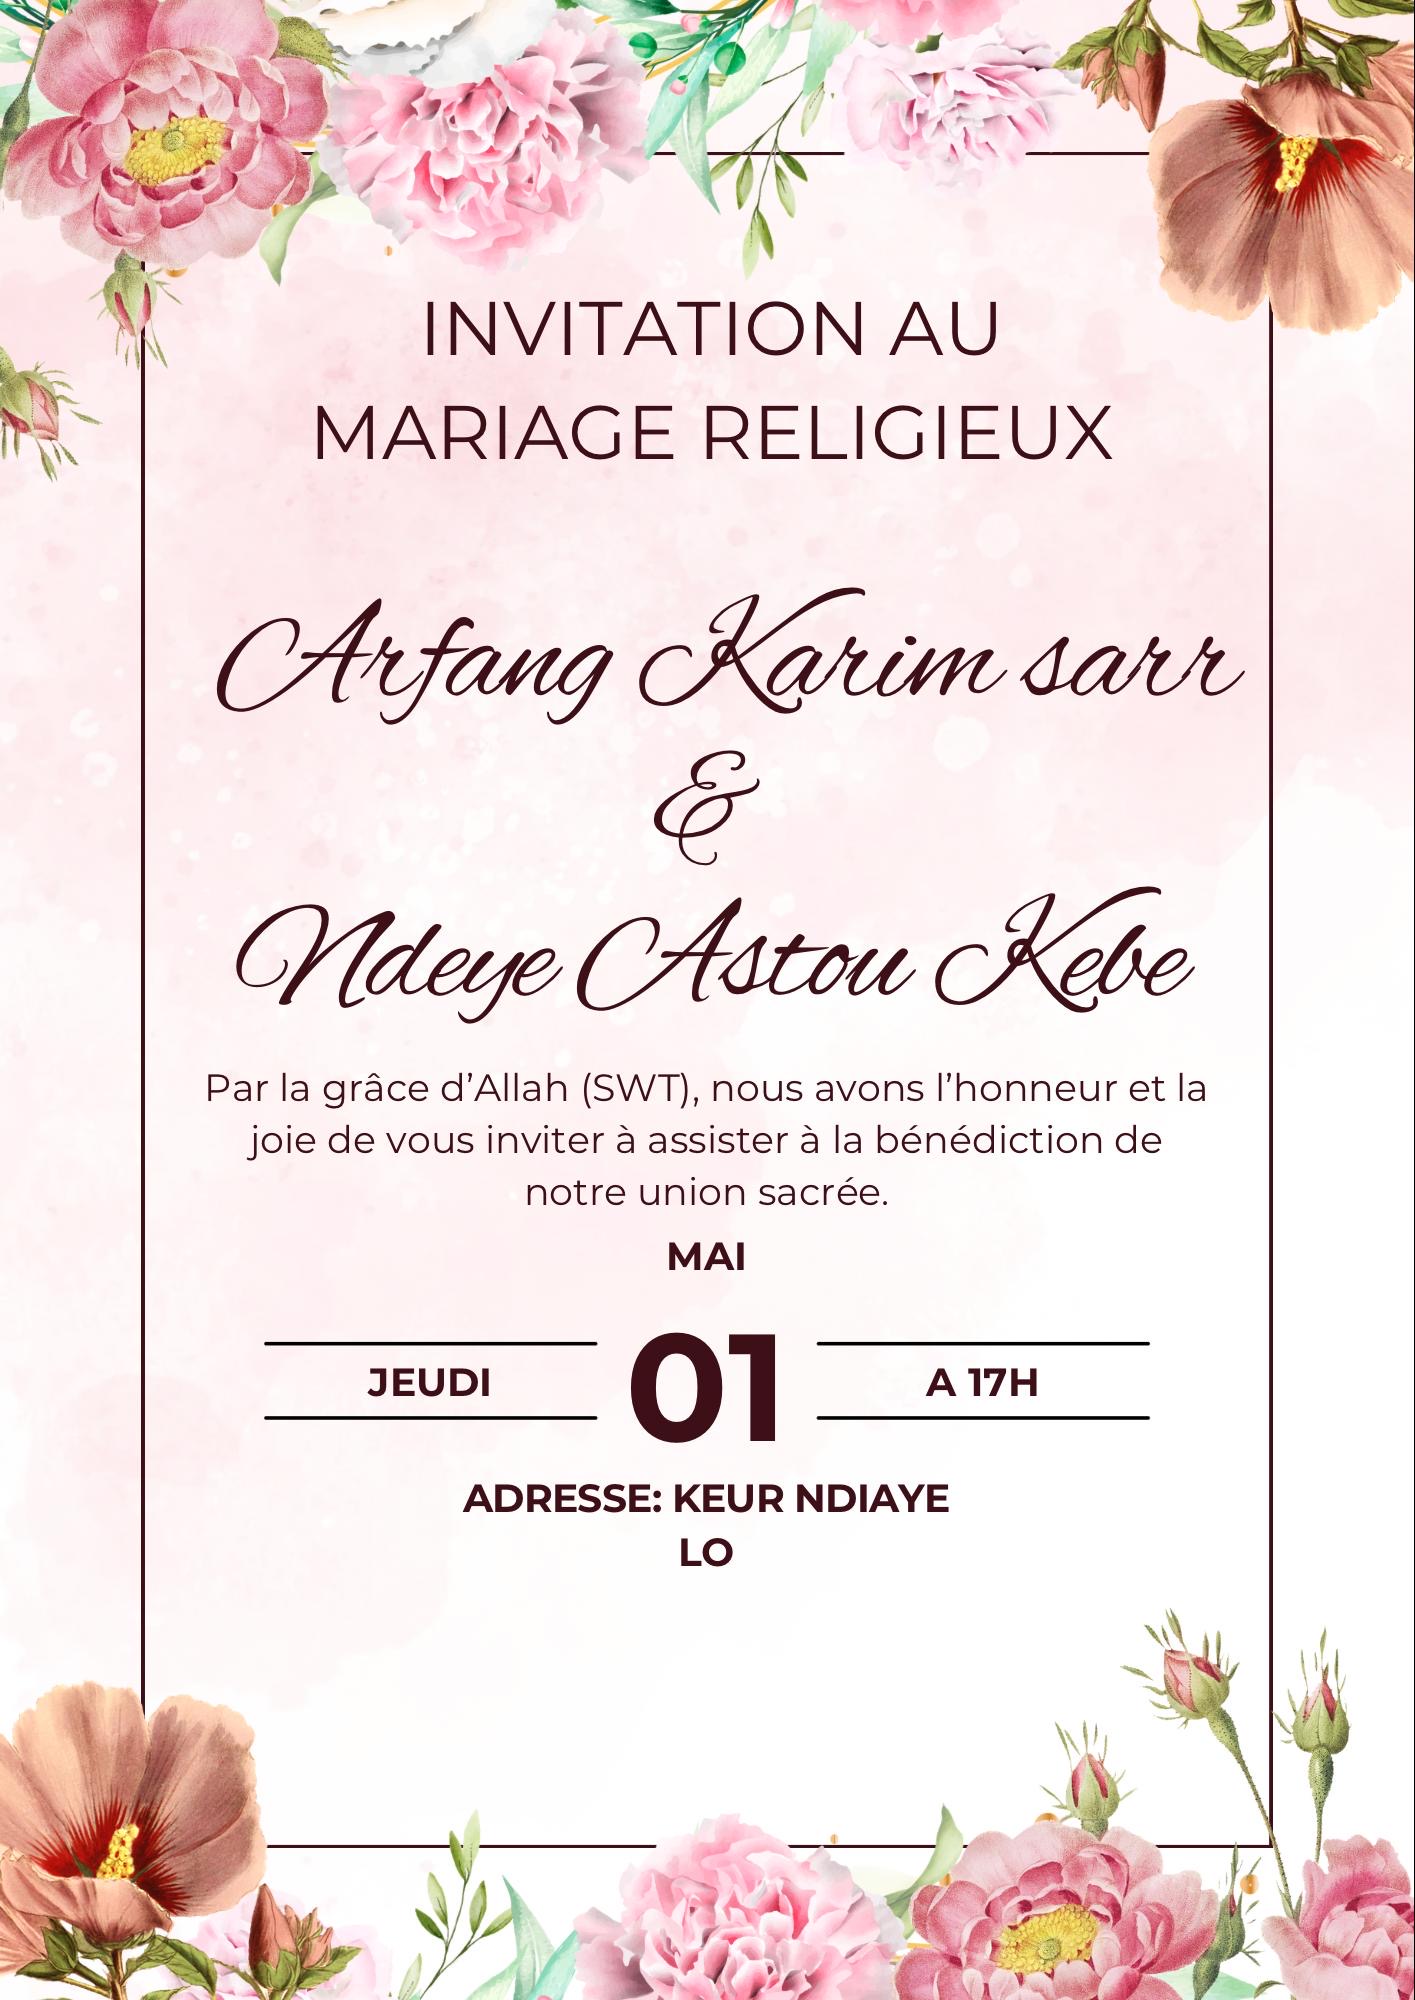 INVITATION AU
MARIAGE RELIGIEUX
Arfang Karim sarr
&
Ndeye Astou Kebe
Par la grâce d’Allah (SWT), nous avons l’honneur et la
joie de vous inviter à assister à la bénédiction de
notre union sacrée.
MAI
JEUDI 01 A 17H
ADRESSE: KEUR NDIAYE
LO